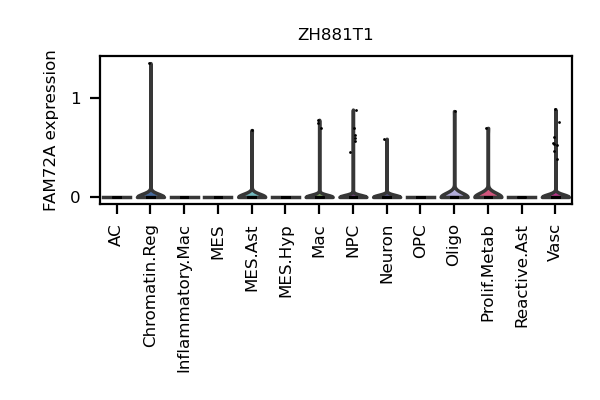 ZH881T1
FAM72A expression
1
0
AC
Chromatin.Reg
Inflammatory.Mac
MES
MES.Ast
MES.Hyp
Mac
NPC
Neuron
OPC
Oligo
Prolif.Metab
Reactive.Ast
Vasc